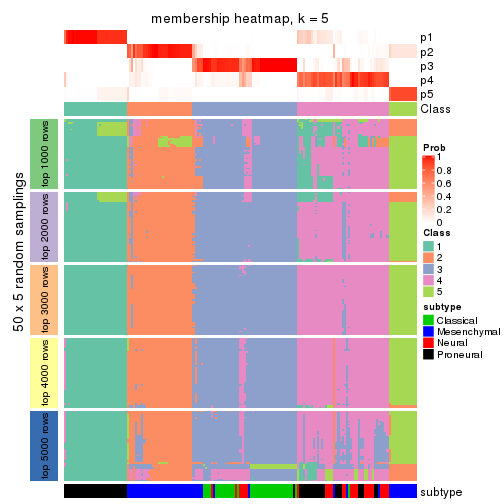 membership heatmap, k = 5
p1
p2
p3
p4
p5
Class
50 x 5 random samplings
top 1000 rows
top 2000 rows
top 3000 rows
top 4000 rows
top 5000 rows
Prob
1
0.8
0.6
0.4
0.2
0
Class
1
2
3
4
5
subtype
Classical
Mesenchymal
Neural
Proneural
subtype